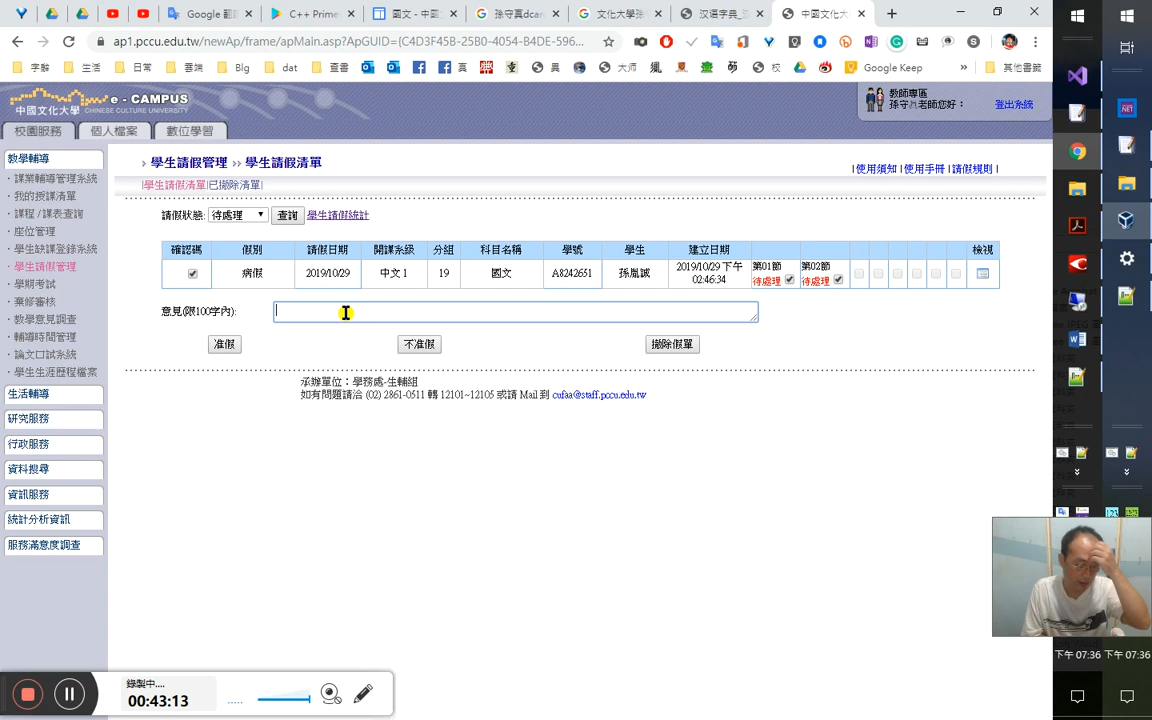 Google 翻
C++ Prime
國文 - 中國
孫守真dcar
文化大學孫
汉语字典_
中國文化大
ap1.pccu.edu.tw/newAp/frame/apMain.asp?ApGUID={C4D3F45B-25B0-4054-B4DE-596...
字辭 生活 日常 雲端 Blg dat 查書 真 異 大师 校 Google Keep » 其他書籤
e - CAMPUS
中國文化大學 CHINESE CULTURE UNIVERSITY
教師專區
登出系統
校園服務 個人檔案 數位學習
教學輔導
· 課業輔導管理系統
· 我的授課清單
· 課程 / 課表查詢
· 座位管理
· 學生缺課登錄系統
· 學生請假管理
· 學期考試
· 棄修審核
· 教學意見調查
· 輔導時間管理
· 論文口試系統
· 學生生涯歷程檔案
生活輔導
研究服務
行政服務
資料搜尋
資訊服務
統計分析資訊
服務滿意度調查
› 學生請假管理 ›› 學生請假清單
|使用須知 |使用手冊 |請假規則 |
|學生請假清單|已撤除清單|
請假狀態: 待處理 查詢 學生請假統計
確認碼 假別 請假日期 開課系級 分組 科目名稱 學號 學生 建立日期 檢視
病假 2019/10/29 中文 1 19 國文 A8242651 孫胤誠 2019/10/29 下午 02:46:34 第01節 待處理 第02節 待處理
意見(限100字內):
准假 不准假 撤除假單
承辦單位：學務處-生輔組
如有問題請洽 (02) 2861-0511 轉 12101~12105 或請 Mail 到 cufaa@staff.pccu.edu.tw
錄製中....
00:43:13
下午 07:36 下午 07:36